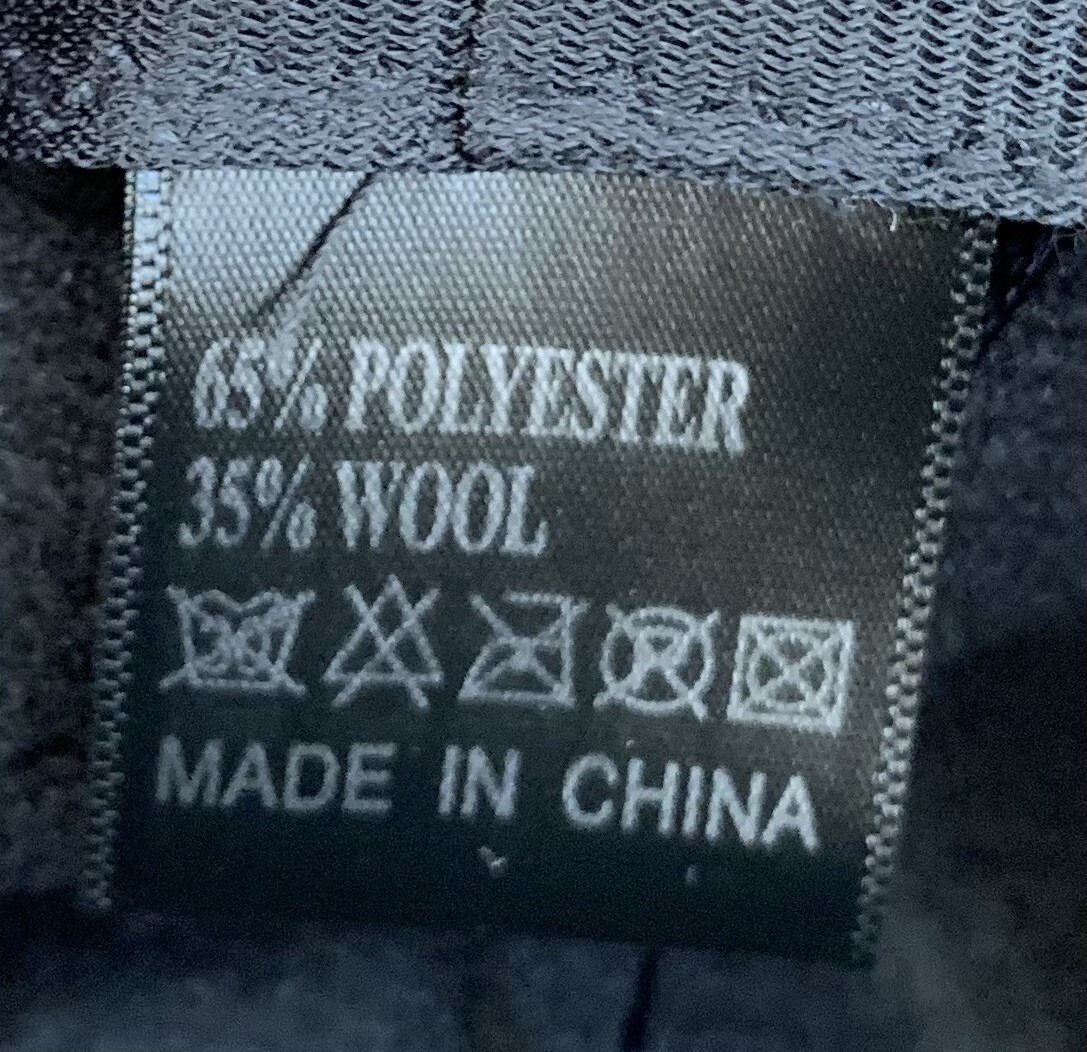 65% POLYESTER
35% WOOL
MADE IN CHINA